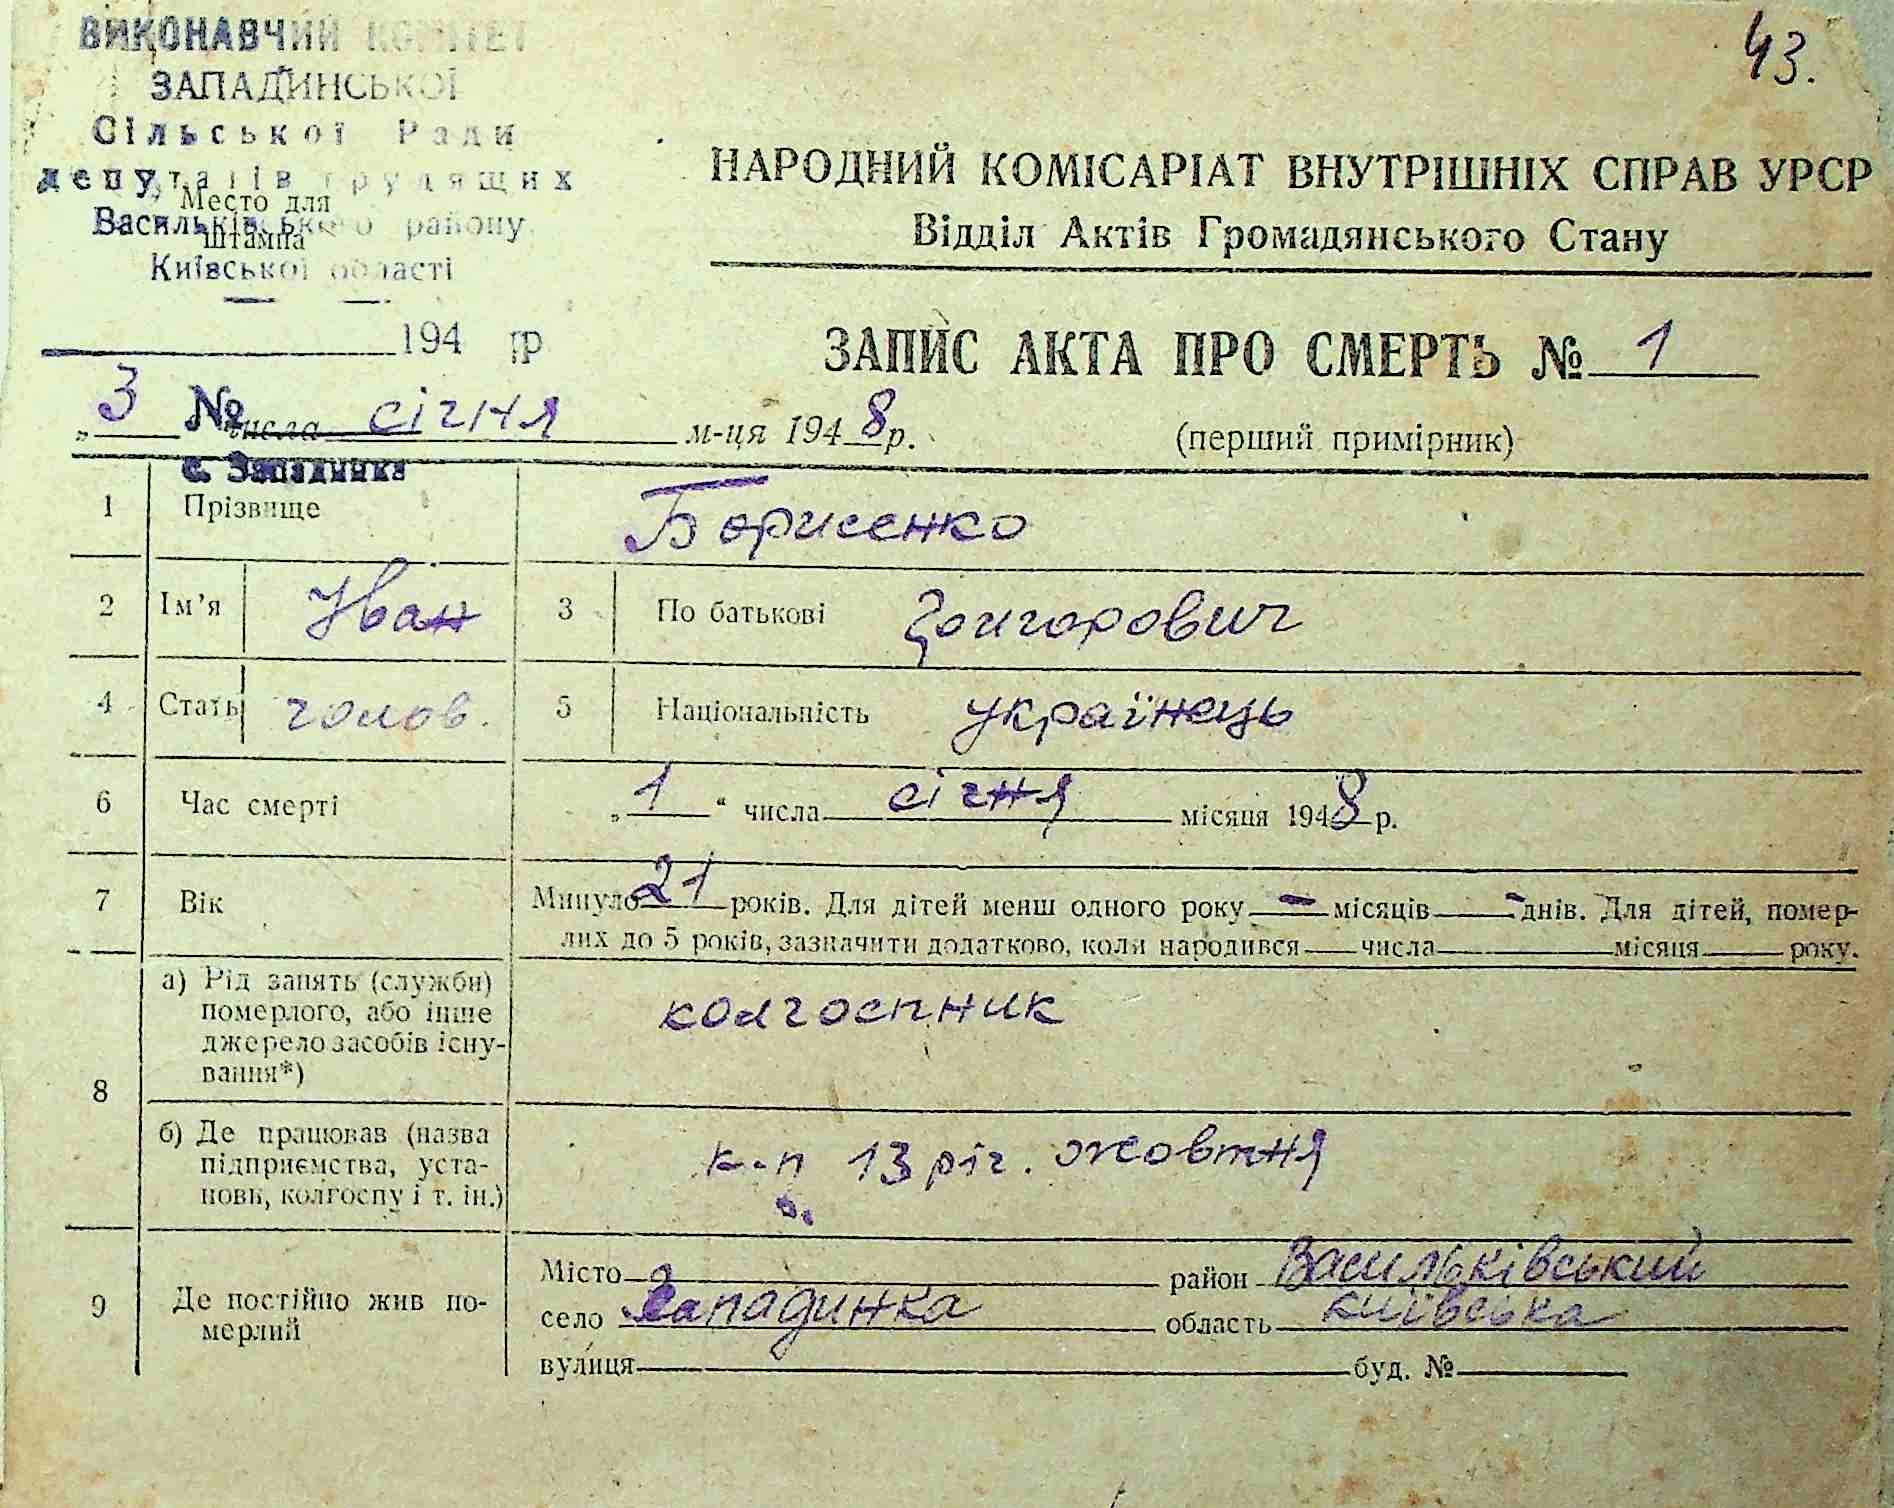 43.
ВИКОНАВЧИЙ КОМІТЕТ
ЗАПАДИНСЬКОЇ
Сільської Ради
депутатів трудящих
Место для
Васильківського району
штампа
Київської області
194 р
№
с. Западинка
НАРОДНИЙ КОМІСАРІАТ ВНУТРІШНІХ СПРАВ УРСР
Відділ Актів Громадянського Стану
ЗАПИС АКТА ПРО СМЕРТЬ № 1
„3 числа січня м-ця 1948 р.
(перший примірник)
1 Прізвище Борисенко
2 Ім’я Іван 3 По батькові
4 Стать чолов. 5 Національність українець
6 Час смерті „1“ числа січня місяця 1948 р.
7 Вік Минуло 21 років. Для дітей менш одного року – місяців - днів. Для дітей, помер-
лих до 5 років, зазначити додатково, коли народився числа місяця року.
8 а) Рід занять (служби)
померлого, або інше
джерело засобів існу-
вання*)
колгоспник
б) Де працював (назва
підприємства, уста-
нови, колгоспу і т. ін.)
к-п 13 річ. жовтня
9 Де постійно жив по-
мерлий
Місто район Васильківський
село Западинка область київська
вулиця буд. №